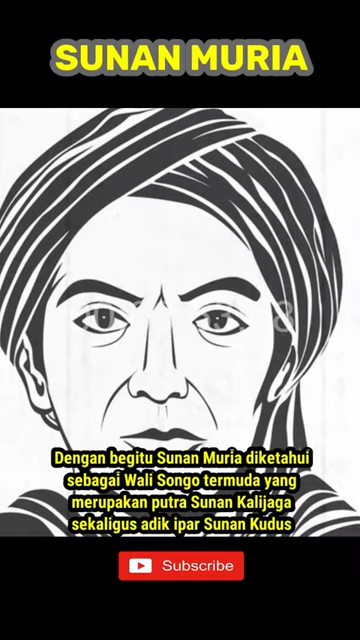 SUNAN MURIA
Dengan begitu Sunan Muria diketahui
sebagai Wali Songo termuda yang
merupakan putra Sunan Kalijaga
sekaligus adik ipar Sunan Kudus
Subscribe